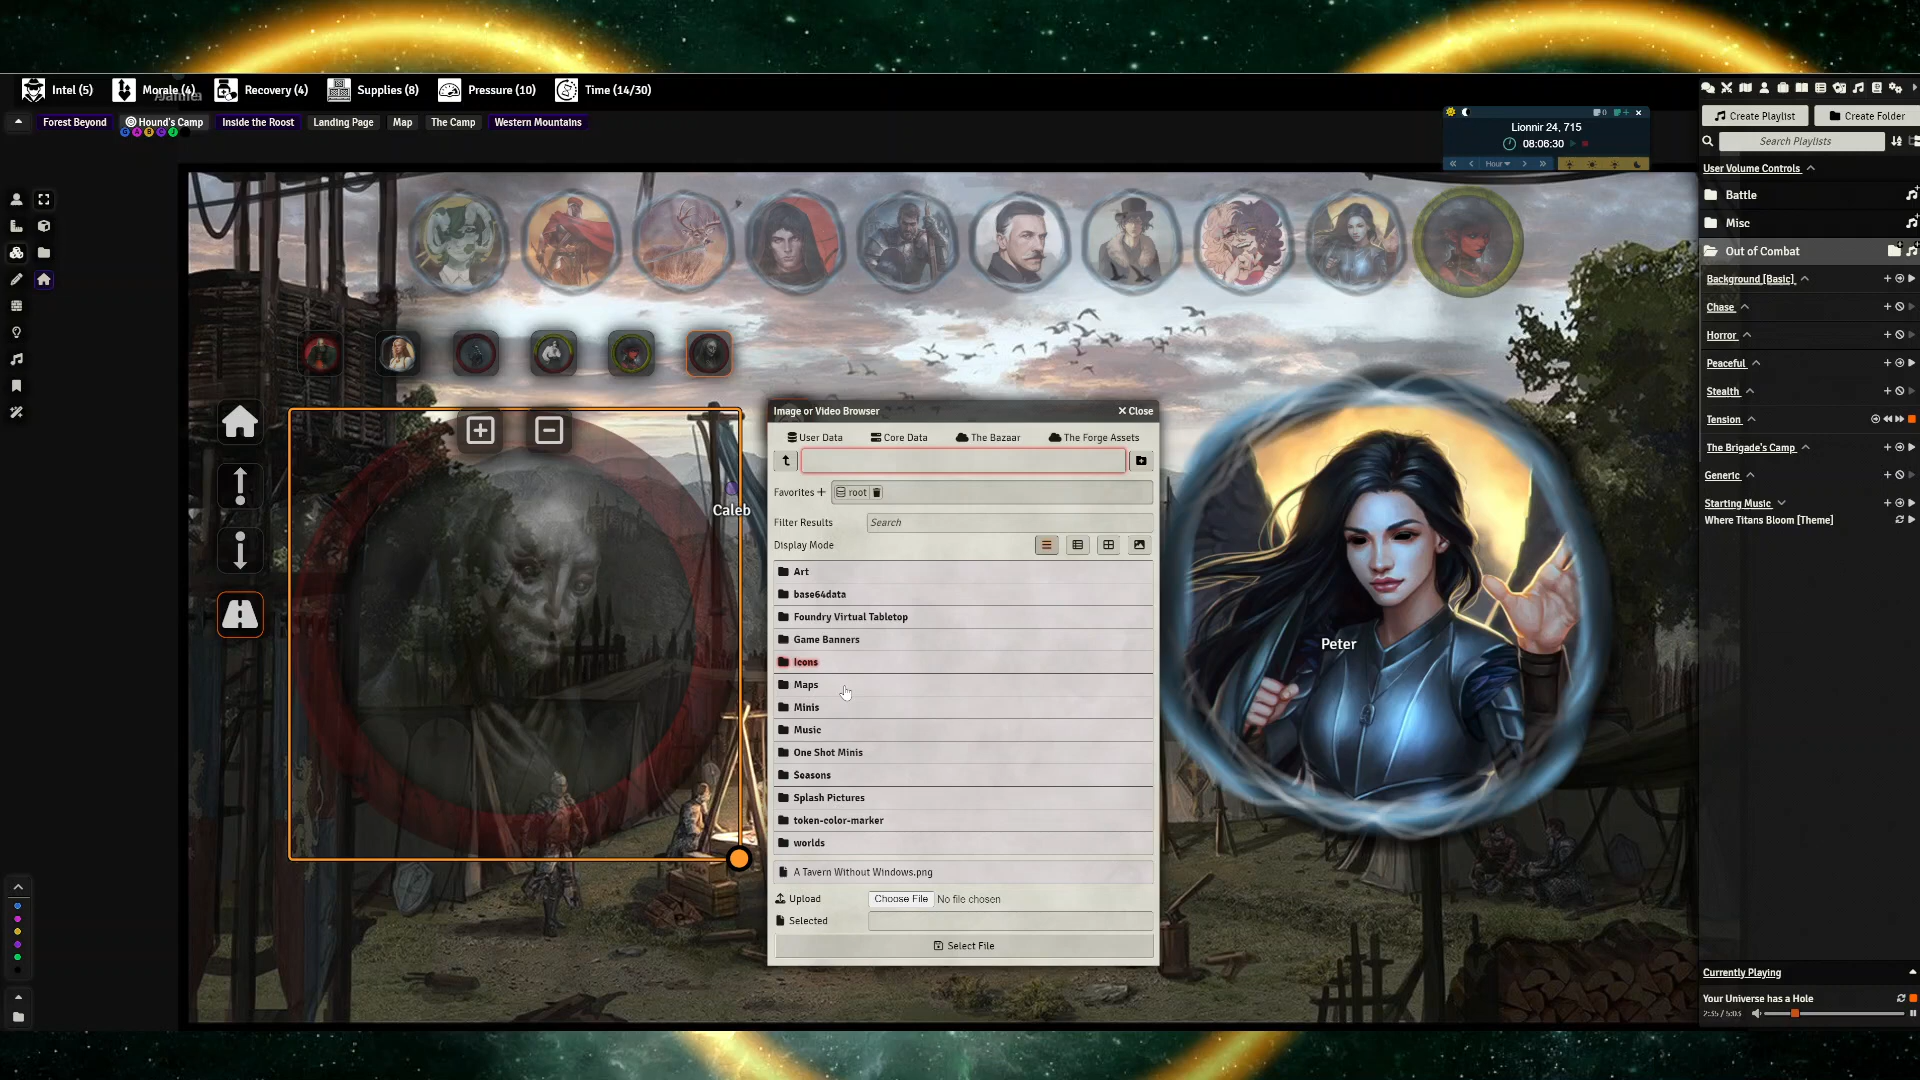 Intel (5)
Morale (4)
Recovery (4)
Supplies (8)
Pressure (10)
Time (14/30)
Forest Beyond
Hound's Camp
Inside the Roost
Landing Page
Map
The Camp
Western Mountains
G
A
B
C
J
0
Lionnir 24, 715
08:06:30
Hour
Create Playlist
Create Folder
Search Playlists
User Volume Controls
Battle
Misc
Out of Combat
Background [Basic]
Chase
Horror
Peaceful
Stealth
Tension
The Brigade's Camp
Generic
Starting Music
Where Titans Bloom [Theme]
Caleb
Peter
Image or Video Browser
Close
User Data
Core Data
The Bazaar
The Forge Assets
Favorites +
root
Filter Results
Search
Display Mode
Art
base64data
Foundry Virtual Tabletop
Game Banners
Icons
Maps
Minis
Music
One Shot Minis
Seasons
Splash Pictures
token-color-marker
worlds
A Tavern Without Windows.png
Upload
Choose File
No file chosen
Selected
Select File
Currently Playing
Your Universe has a Hole
2:35 / 5:03